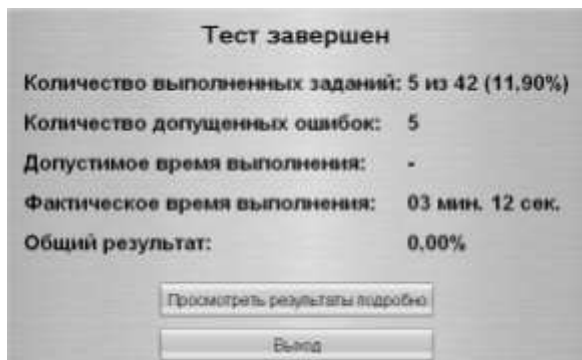 Тест завершен
Количество выполненных заданий: 5 из 42 (11,90%)
Количество допущенных ошибок: 5
Допустимое время выполнения: -
Фактическое время выполнения: 03 мин. 12 сек.
Общий результат: 0,00%
Просмотреть результаты подробно
Выход